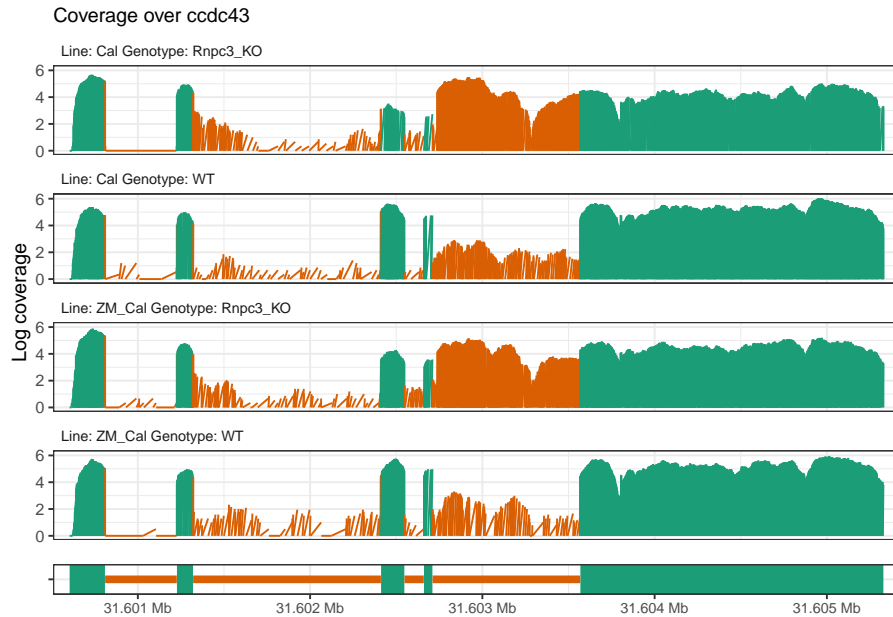 Coverage over ccdc43
Line: Cal Genotype: Rnpc3_KO
6
4
2
0
Line: Cal Genotype: WT
6
4
2
0
Line: ZM_Cal Genotype: Rnpc3_KO
6
4
2
0
Line: ZM_Cal Genotype: WT
6
4
2
0
Log coverage
31.601 Mb
31.602 Mb
31.603 Mb
31.604 Mb
31.605 Mb